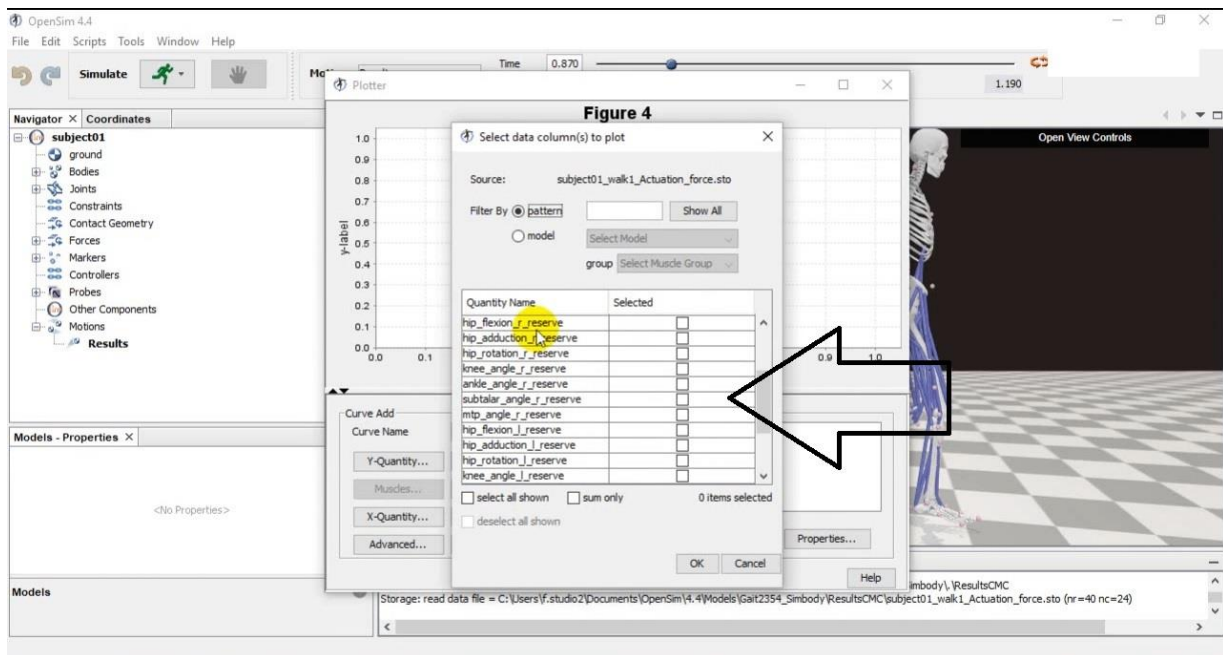 OpenSim 4.4
File Edit Scripts Tools Window Help
Simulate
Time 0.870
1.190
Plotter
Navigator × Coordinates
subject01
ground
Bodies
Joints
Constraints
Contact Geometry
Forces
Markers
Controllers
Probes
Other Components
Motions
Results
Models - Properties ×
<No Properties>
Models
Figure 4
y-label
1.0
0.9
0.8
0.7
0.6
0.5
0.4
0.3
0.2
0.1
0.0
0.0 0.1 0.9 1.0
Select data column(s) to plot
Source: subject01_walk1_Actuation_force.sto
Filter By pattern Show All
model Select Model
group Select Muscle Group
Quantity Name Selected
hip_flexion_r_reserve
hip_adduction_r_reserve
hip_rotation_r_reserve
knee_angle_r_reserve
ankle_angle_r_reserve
subtalar_angle_r_reserve
mtp_angle_r_reserve
hip_flexion_l_reserve
hip_adduction_l_reserve
hip_rotation_l_reserve
knee_angle_l_reserve
select all shown sum only 0 items selected
deselect all shown
OK Cancel
Curve Add
Curve Name
Y-Quantity...
Muscles...
X-Quantity...
Advanced...
Properties...
Help
Open View Controls
imbody\.\ResultsCMC
Storage: read data file = C:\Users\f.studio2\Documents\OpenSim\4.4\Models\Gait2354_Simbody\ResultsCMC\subject01_walk1_Actuation_force.sto (nr=40 nc=24)